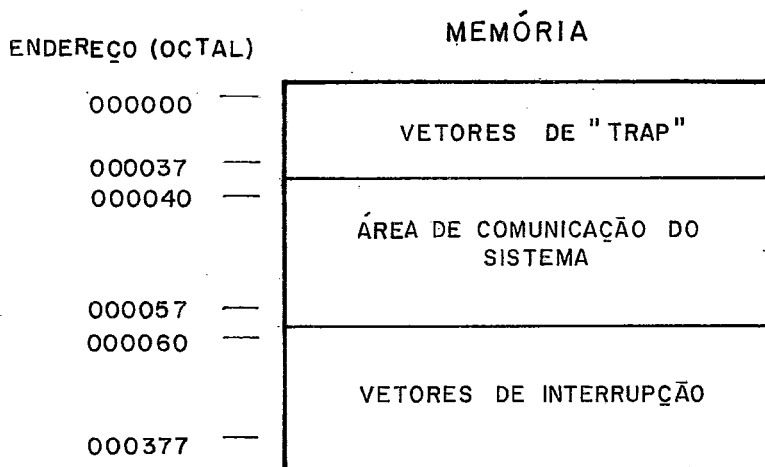 MEMÓRIA
ENDEREÇO (OCTAL)
000000
VETORES DE "TRAP"
000037
000040
ÁREA DE COMUNICAÇÃO DO
SISTEMA
000057
000060
VETORES DE INTERRUPÇÃO
000377